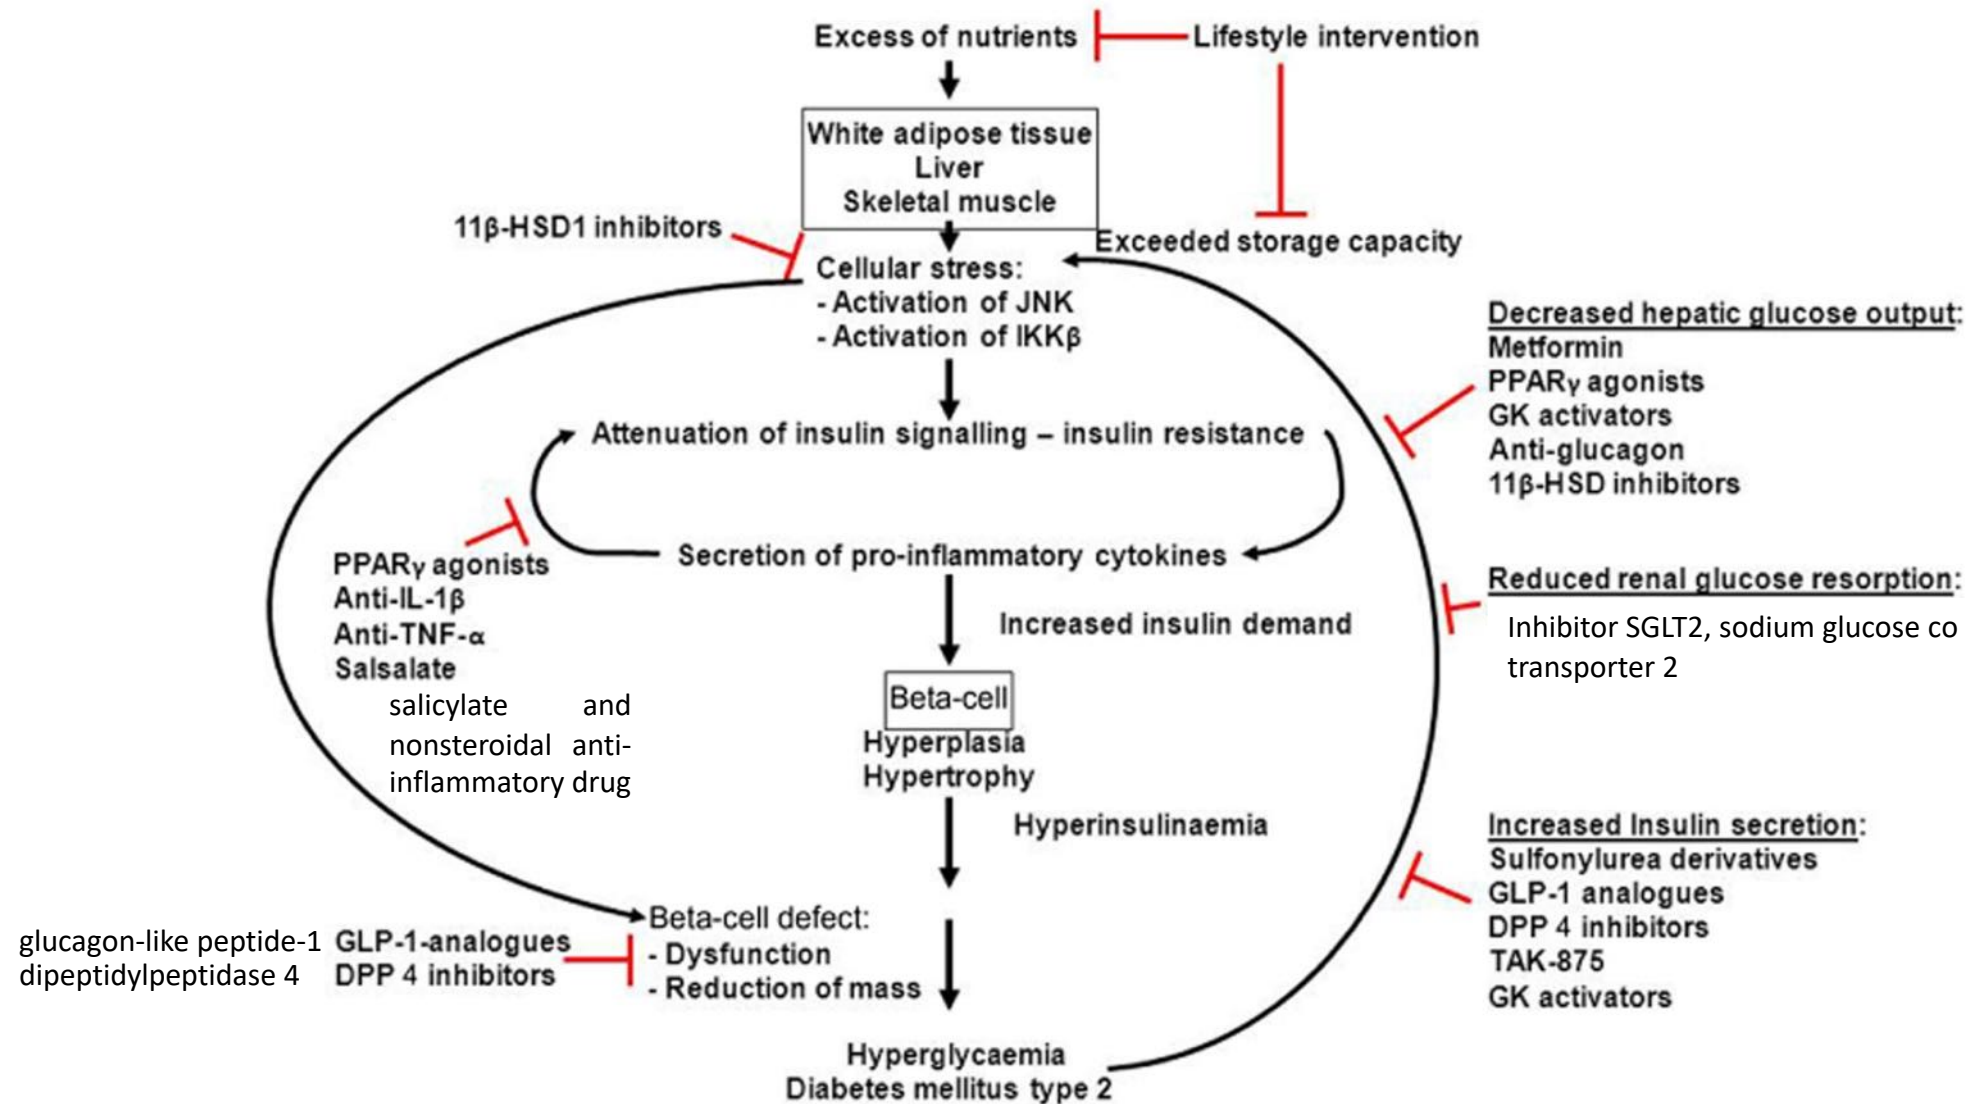 Excess of nutrients
Lifestyle intervention
White adipose tissue
Liver
Skeletal muscle
11β-HSD1 inhibitors
Exceeded storage capacity
Cellular stress:
- Activation of JNK
- Activation of IKKβ
Decreased hepatic glucose output:
Metformin
PPARγ agonists
GK activators
Anti-glucagon
11β-HSD inhibitors
Attenuation of insulin signalling – insulin resistance
Secretion of pro-inflammatory cytokines
PPARγ agonists
Anti-IL-1β
Anti-TNF-α
Salsalate
salicylate and
nonsteroidal anti-
inflammatory drug
Increased insulin demand
Reduced renal glucose resorption:
Inhibitor SGLT2, sodium glucose co
transporter 2
Beta-cell
Hyperplasia
Hypertrophy
Hyperinsulinaemia
Increased Insulin secretion:
Sulfonylurea derivatives
GLP-1 analogues
DPP 4 inhibitors
TAK-875
GK activators
Beta-cell defect:
- Dysfunction
- Reduction of mass
glucagon-like peptide-1
dipeptidylpeptidase 4
GLP-1-analogues
DPP 4 inhibitors
Hyperglycaemia
Diabetes mellitus type 2